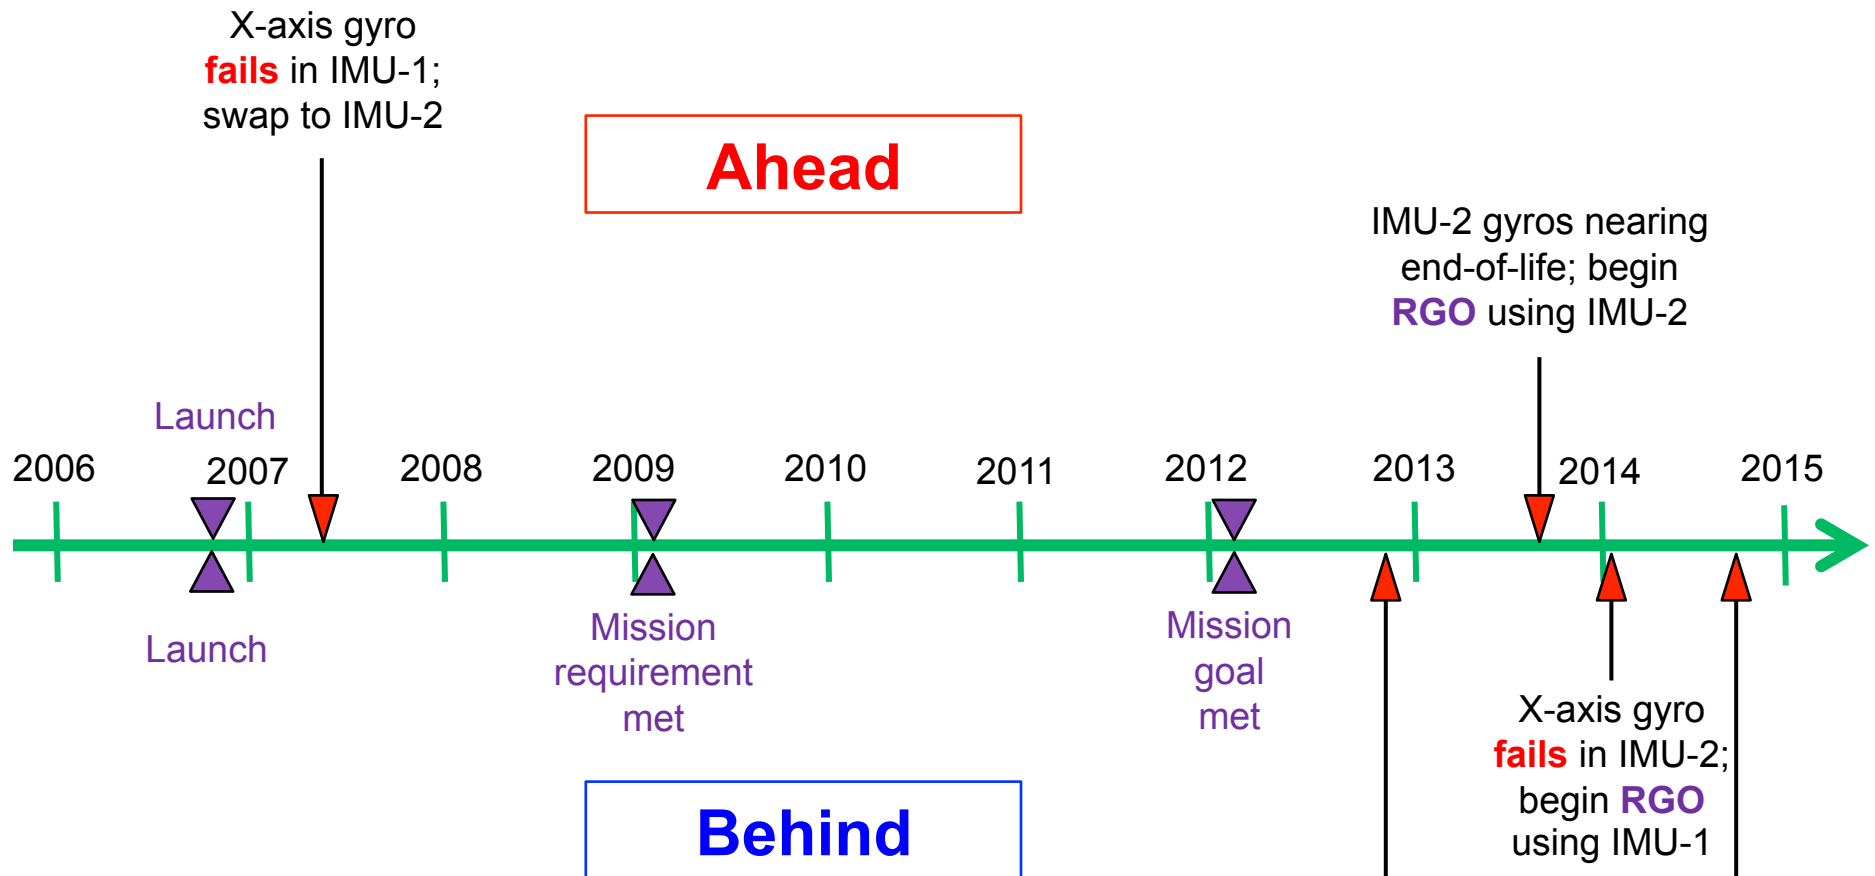 X-axis gyro
fails in IMU-1;
swap to IMU-2
Ahead
IMU-2 gyros nearing
end-of-life; begin
RGO using IMU-2
Launch
2006
2007
2008
2009
2010
2011
2012
2013
2014
2015
Launch
Mission
requirement
met
Mission
goal
met
X-axis gyro
fails in IMU-2;
begin RGO
using IMU-1
Behind